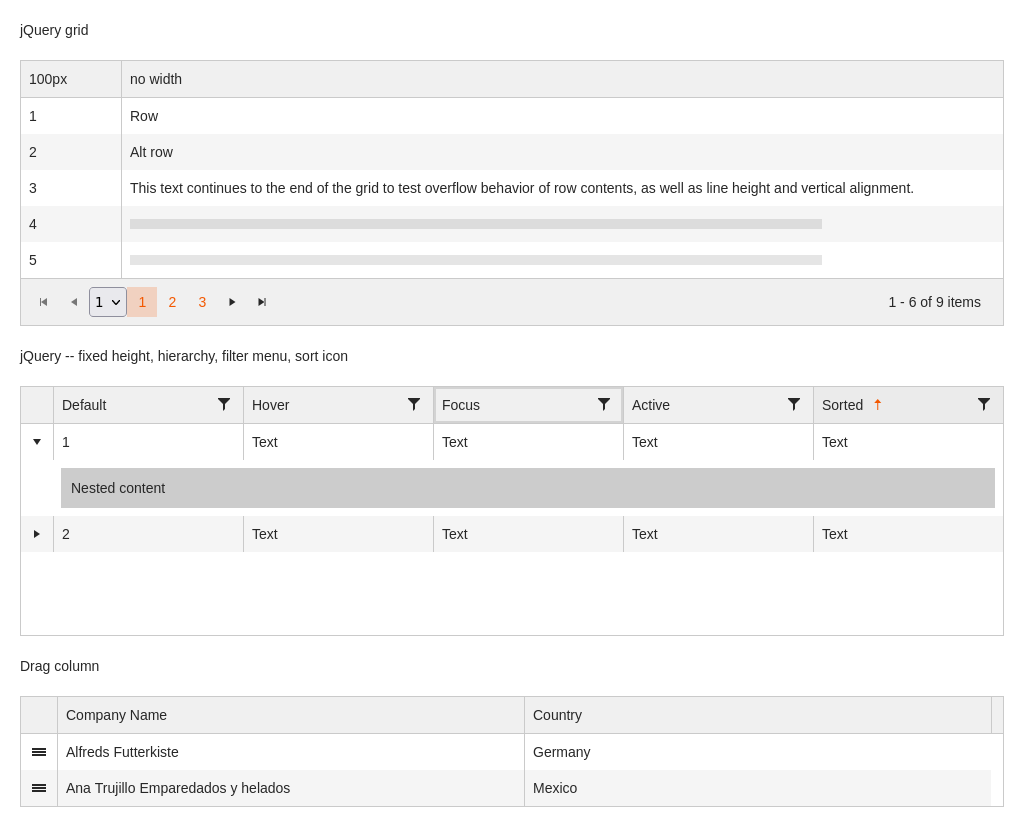 jQuery grid
100px no width
1 Row
2 Alt row
3 This text continues to the end of the grid to test overflow behavior of row contents, as well as line height and vertical alignment.
4
5
1 1 2 3 1 - 6 of 9 items
jQuery -- fixed height, hierarchy, filter menu, sort icon
Default Hover Focus Active Sorted
1 Text Text Text Text
Nested content
2 Text Text Text Text
Drag column
Company Name Country
Alfreds Futterkiste Germany
Ana Trujillo Emparedados y helados Mexico